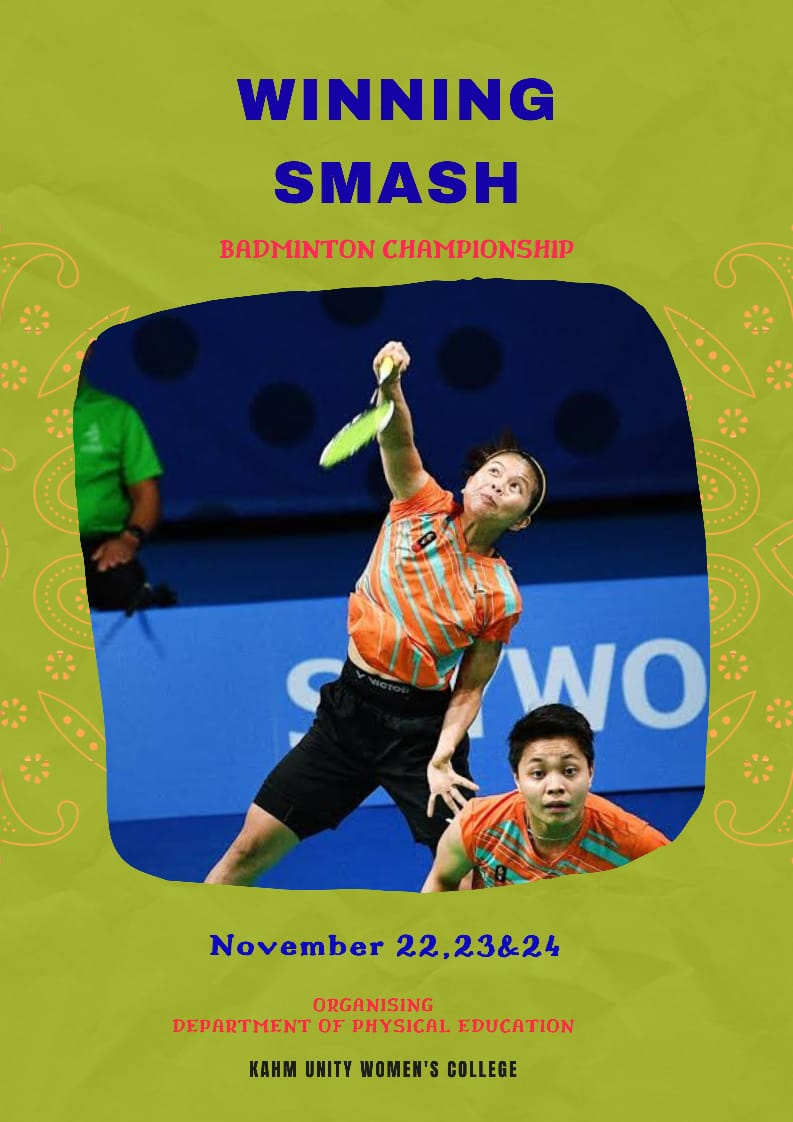 WINNING
SMASH
BADMINTON CHAMPIONSHIP
VICTOR
November 22,23&24
ORGANISING
DEPARTMENT OF PHYSICAL EDUCATION
KAHM UNITY WOMEN'S COLLEGE